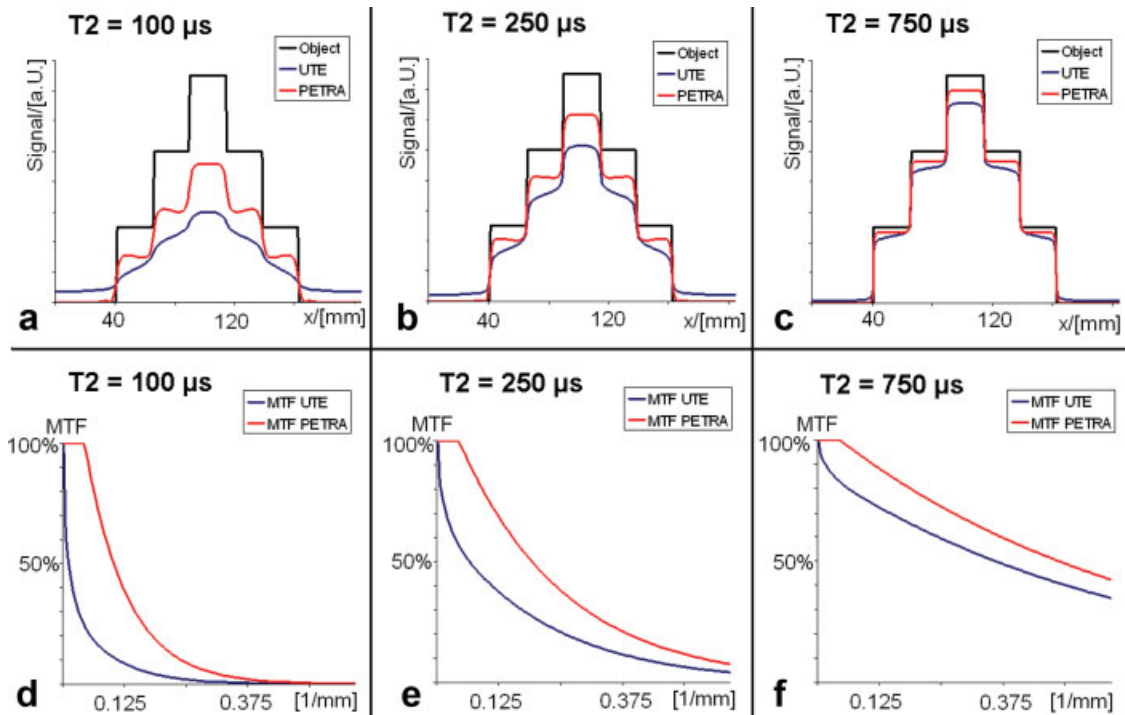 T2 = 100 µs
Object
UTE
PETRA
Signal/[a.U.]
a
40
120
x/[mm]
T2 = 250 µs
Object
UTE
PETRA
Signal/[a.U.]
b
40
120
x/[mm]
T2 = 750 µs
Object
UTE
PETRA
Signal/[a.U.]
c
40
120
x/[mm]
T2 = 100 µs
MTF UTE
MTF PETRA
MTF
100%
50%
d
0.125
0.375
[1/mm]
T2 = 250 µs
MTF UTE
MTF PETRA
MTF
100%
50%
e
0.125
0.375
[1/mm]
T2 = 750 µs
MTF UTE
MTF PETRA
MTF
100%
50%
f
0.125
0.375
[1/mm]